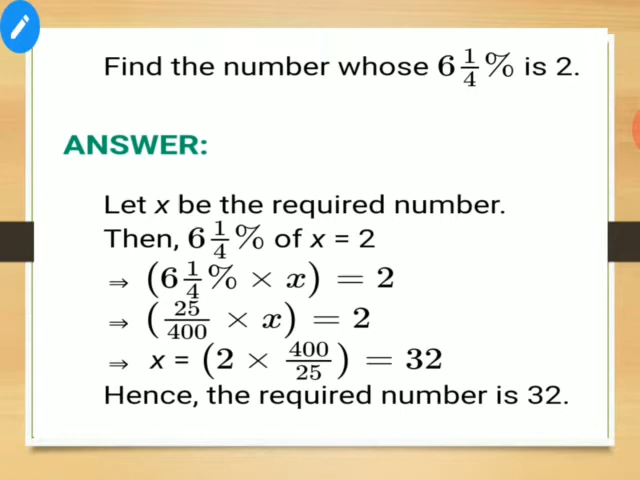 Find the number whose 6 1/4 % is 2.
ANSWER:
Let x be the required number.
Then, 6 1/4 % of x = 2
⇒ (6 1/4 % × x) = 2
⇒ (25/400 × x) = 2
⇒ x = (2 × 400/25) = 32
Hence, the required number is 32.